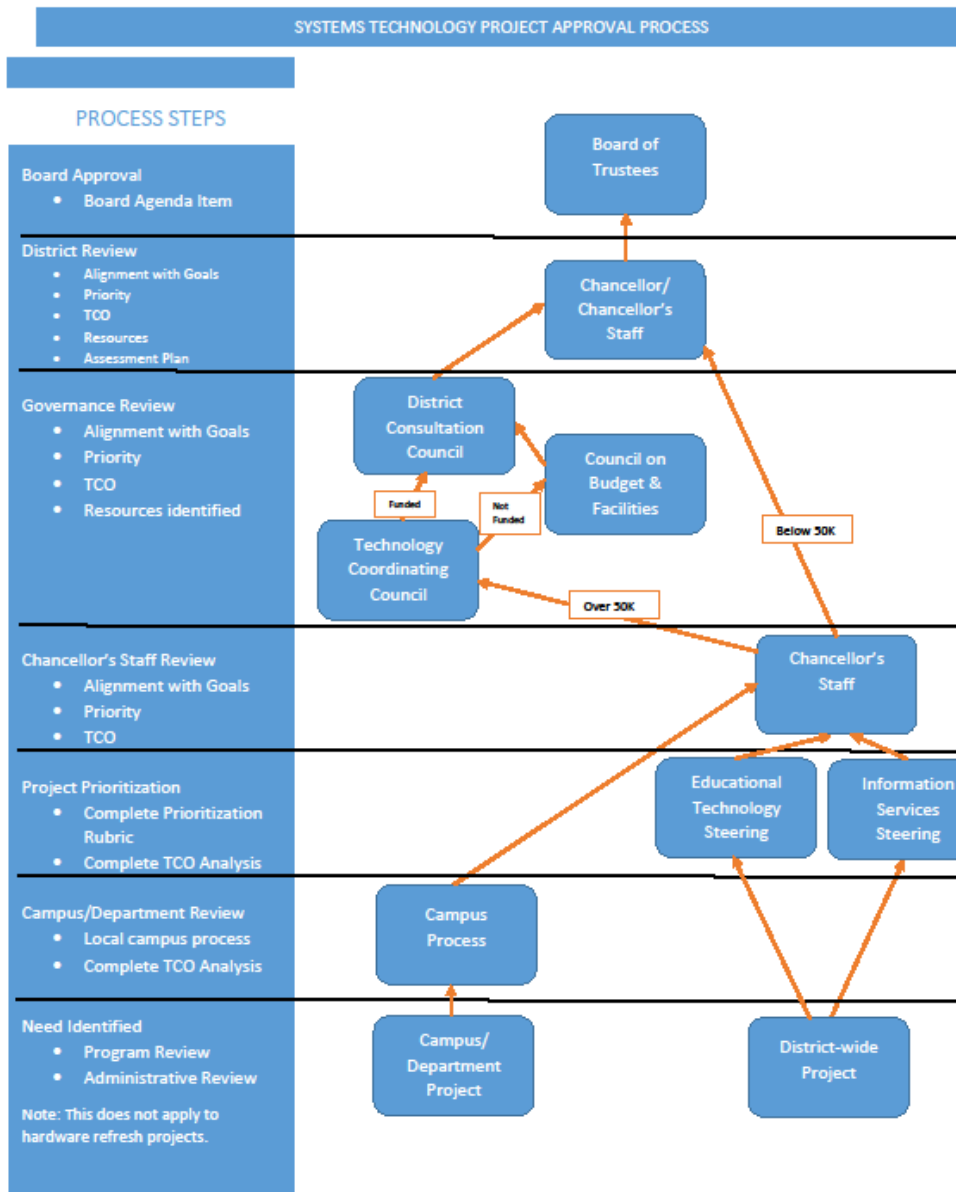 SYSTEMS TECHNOLOGY PROJECT APPROVAL PROCESS
PROCESS STEPS
Board Approval
• Board Agenda Item
Board of
Trustees
District Review
• Alignment with Goals
• Priority
• TCO
• Resources
• Assessment Plan
Chancellor/
Chancellor's
Staff
Governance Review
• Alignment with Goals
• Priority
• TCO
• Resources identified
District
Consultation
Council
Council on
Budget &
Facilities
Funded
Not
Funded
Technology
Coordinating
Council
Below 50K
Over 50K
Chancellor's Staff Review
• Alignment with Goals
• Priority
• TCO
Chancellor's
Staff
Project Prioritization
• Complete Prioritization
Rubric
• Complete TCO Analysis
Educational
Technology
Steering
Information
Services
Steering
Campus/Department Review
• Local campus process
• Complete TCO Analysis
Campus
Process
Need Identified
• Program Review
• Administrative Review
Note: This does not apply to
hardware refresh projects.
Campus/
Department
Project
District-wide
Project